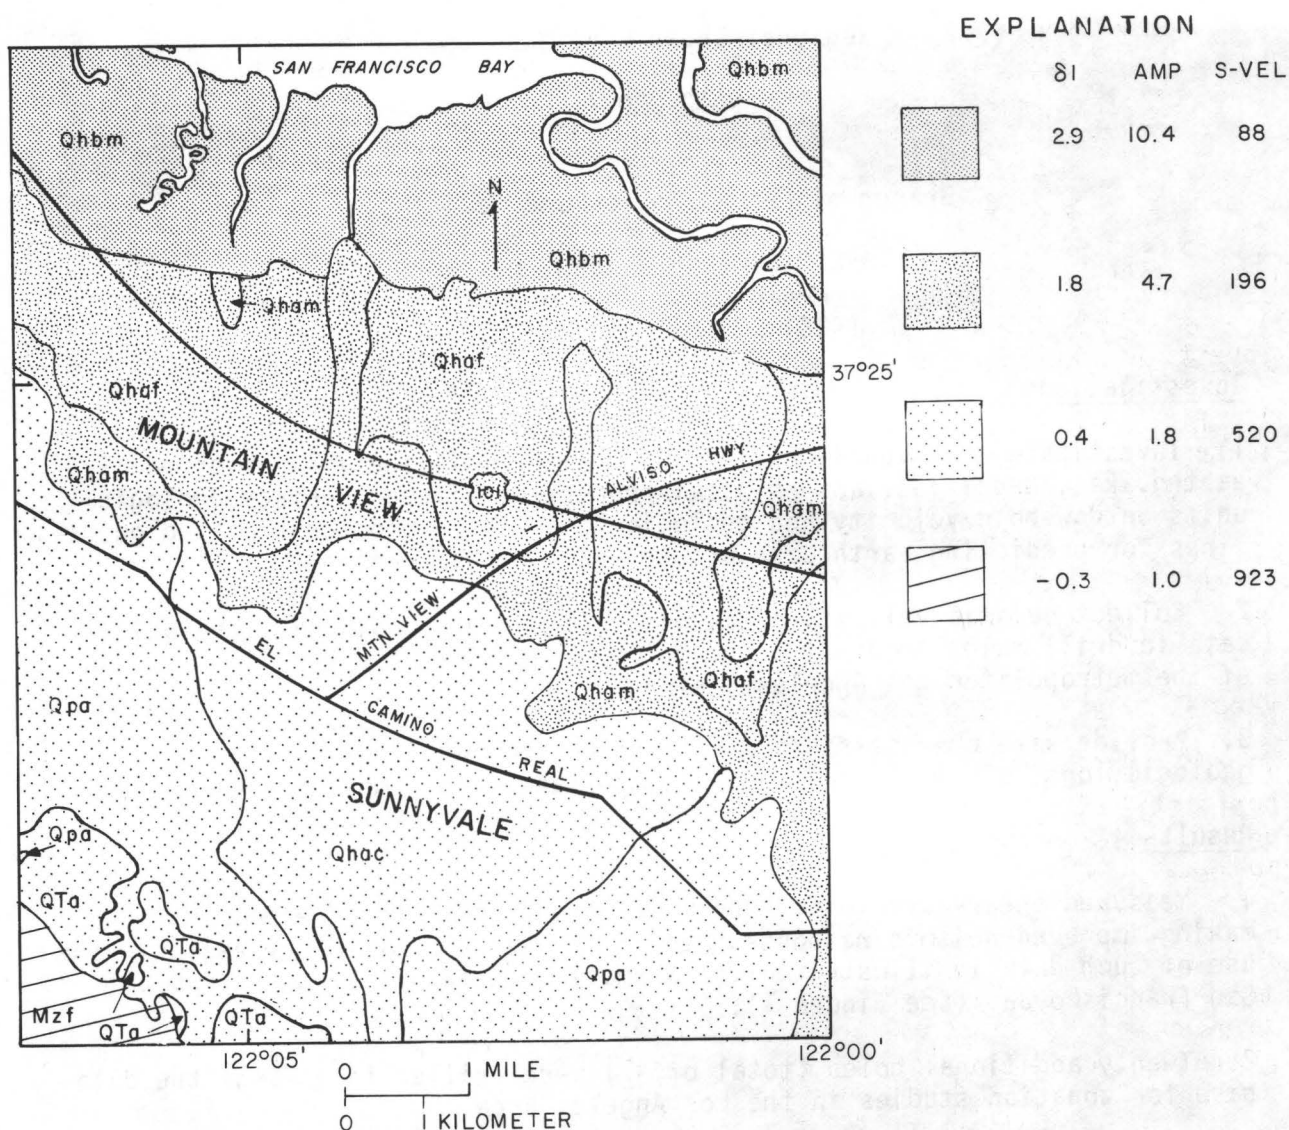 EXPLANATION
δI AMP S-VEL
2.9 10.4 88
1.8 4.7 196
0.4 1.8 520
-0.3 1.0 923
SAN FRANCISCO BAY
Qhbm
Qhbm
N
Qhbm
Qham
Qhaf
37°25'
Qhaf
MOUNTAIN VIEW
Qham
101
ALVISO HWY
Qham
MTN. VIEW
EL CAMINO REAL
Qham
Qhaf
Qpa
SUNNYVALE
Qpa
Qhac
QTa
QTa
Qpa
Mzf
QTa
QTa
122°05'
122°00'
0 1 MILE
0 1 KILOMETER